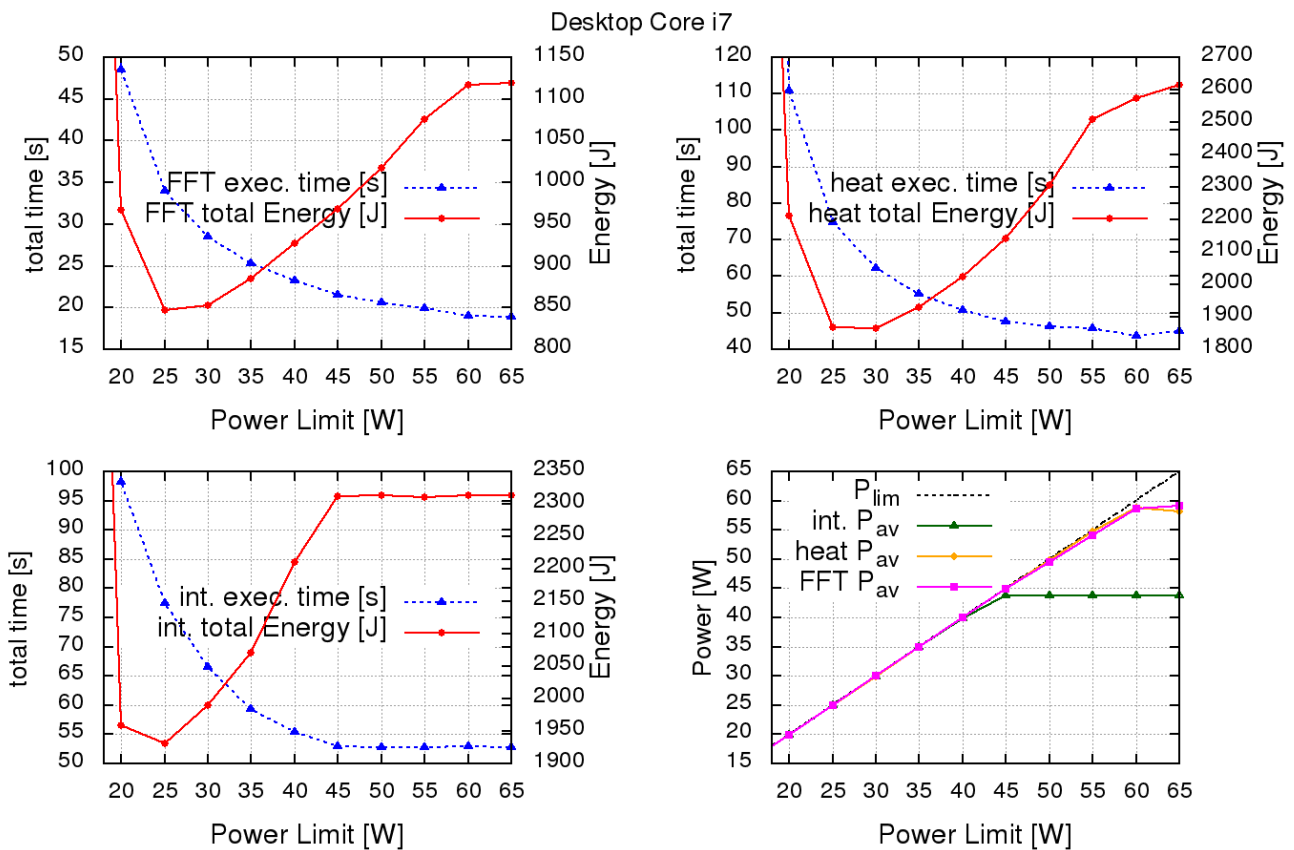 Desktop Core i7
50
45
40
35
30
25
20
15
total time [s]
1150
1100
1050
1000
950
900
850
800
Energy [J]
FFT exec. time [s]
FFT total Energy [J]
20 25 30 35 40 45 50 55 60 65
Power Limit [W]
120
110
100
90
80
70
60
50
40
total time [s]
2700
2600
2500
2400
2300
2200
2100
2000
1900
1800
Energy [J]
heat exec. time [s]
heat total Energy [J]
20 25 30 35 40 45 50 55 60 65
Power Limit [W]
100
95
90
85
80
75
70
65
60
55
50
total time [s]
2350
2300
2250
2200
2150
2100
2050
2000
1950
1900
Energy [J]
int. exec. time [s]
int. total Energy [J]
20 25 30 35 40 45 50 55 60 65
Power Limit [W]
65
60
55
50
45
40
35
30
25
20
15
Power [W]
P_lim
int. P_av
heat P_av
FFT P_av
20 25 30 35 40 45 50 55 60 65
Power Limit [W]